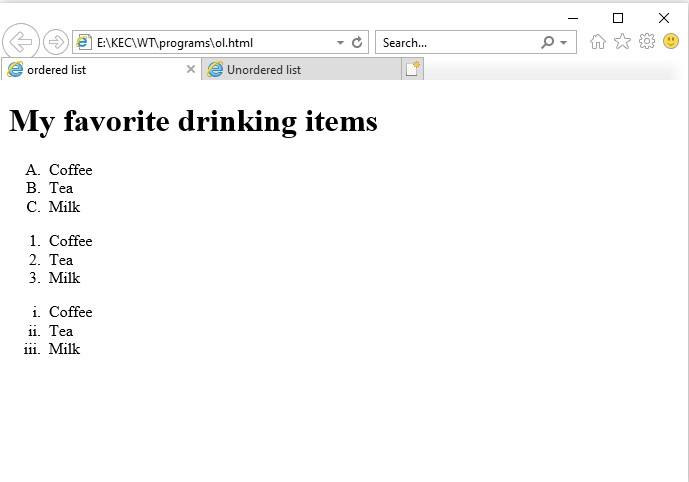 E:\KEC\WT\programs\ol.html
Search...
ordered list
Unordered list
My favorite drinking items
A. Coffee
B. Tea
C. Milk
1. Coffee
2. Tea
3. Milk
i. Coffee
ii. Tea
iii. Milk